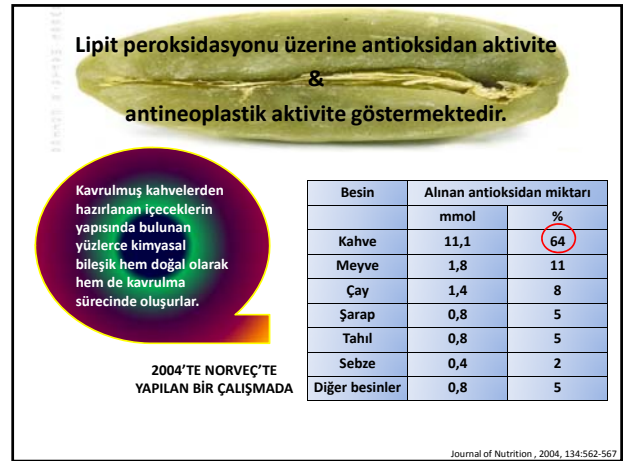 Lipit peroksidasyonu üzerine antioksidan aktivite
&
antineoplastik aktivite göstermektedir.
Kavrulmuş kahvelerden
hazırlanan içeceklerin
yapısında bulunan
yüzlerce kimyasal
bileşik hem doğal olarak
hem de kavrulma
sürecinde oluşurlar.
2004’TE NORVEÇ’TE
YAPILAN BİR ÇALIŞMADA
Besin Alınan antioksidan miktarı
mmol %
Kahve 11,1 64
Meyve 1,8 11
Çay 1,4 8
Şarap 0,8 5
Tahıl 0,8 5
Sebze 0,4 2
Diğer besinler 0,8 5
Journal of Nutrition , 2004, 134:562-567